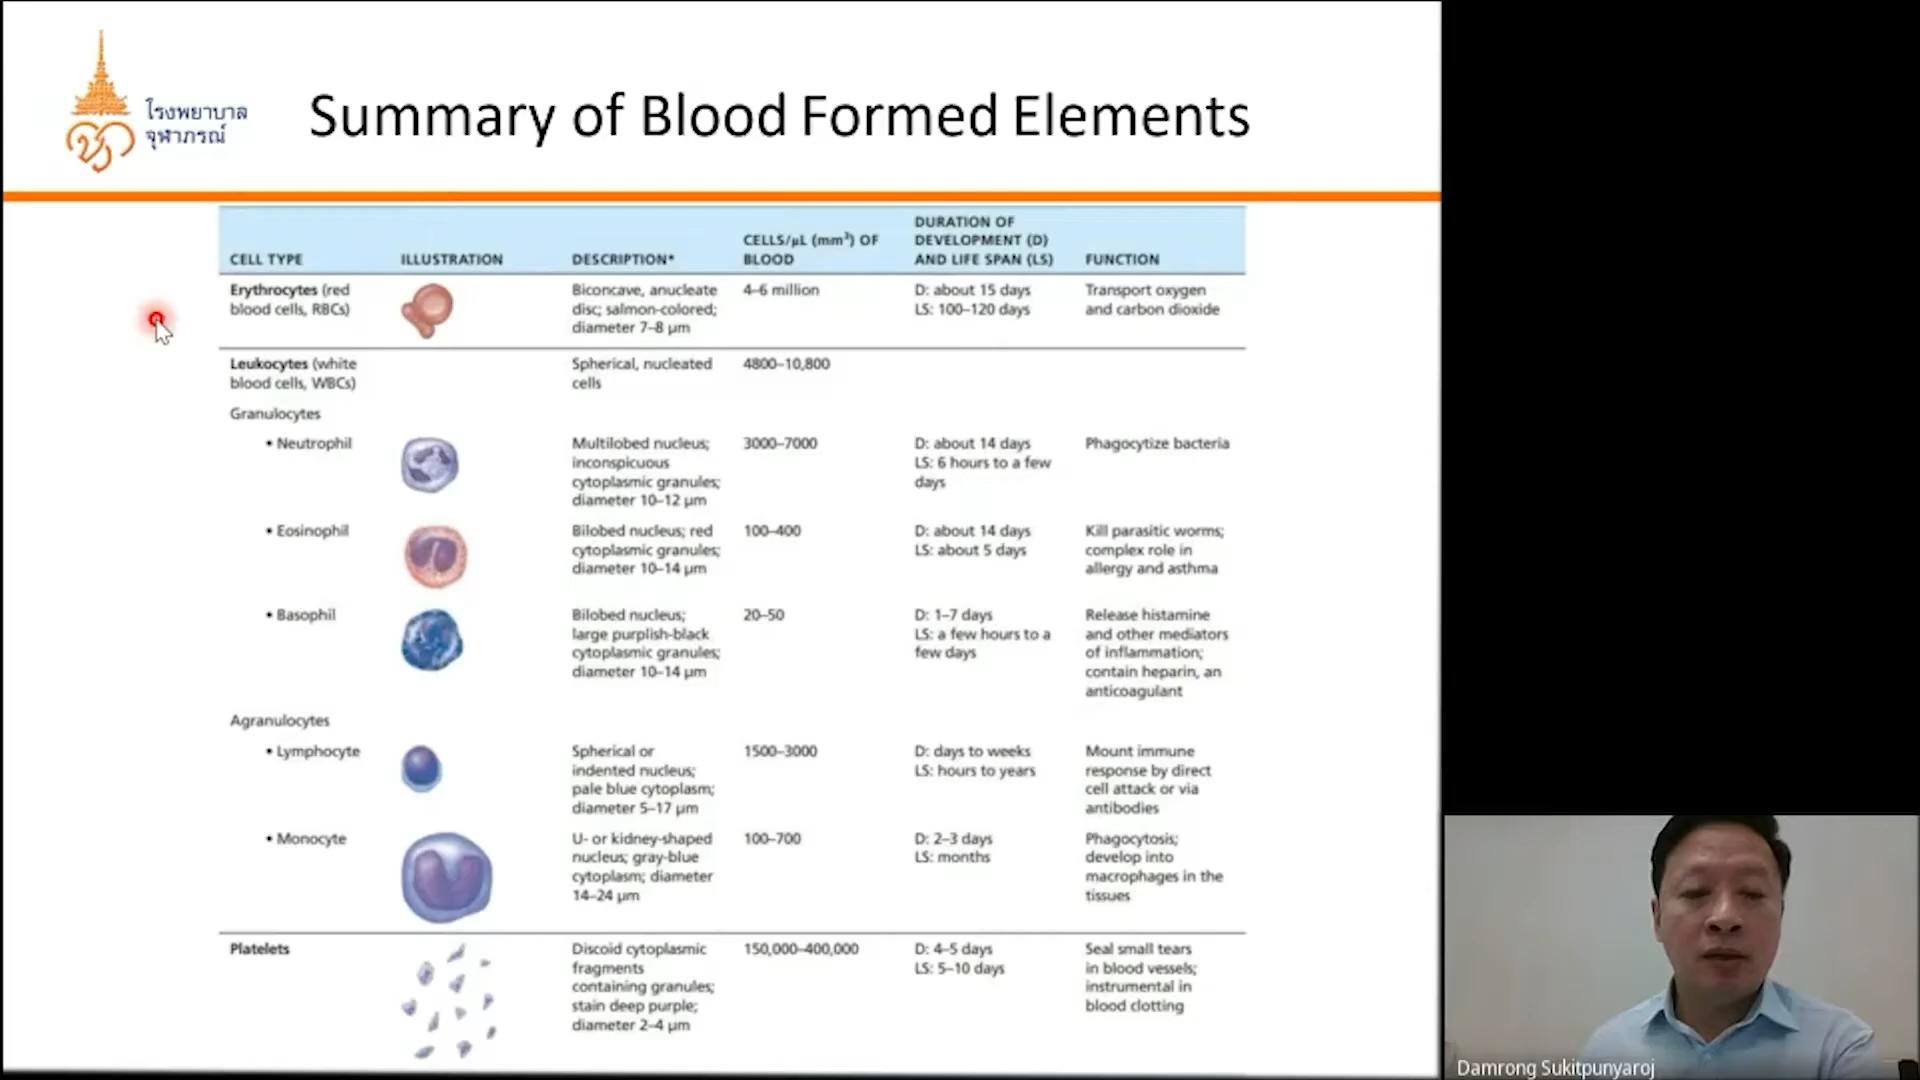 โรงพยาบาล
จุฬาภรณ์
Summary of Blood Formed Elements
CELL TYPE
ILLUSTRATION
DESCRIPTION*
CELLS/μL (mm³) OF
BLOOD
DURATION OF
DEVELOPMENT (D)
AND LIFE SPAN (LS)
FUNCTION
Erythrocytes (red
blood cells, RBCs)
Biconcave, anucleate
disc; salmon-colored;
diameter 7–8 μm
4–6 million
D: about 15 days
LS: 100–120 days
Transport oxygen
and carbon dioxide
Leukocytes (white
blood cells, WBCs)
Spherical, nucleated
cells
4800–10,800
Granulocytes
• Neutrophil
Multilobed nucleus;
inconspicuous
cytoplasmic granules;
diameter 10–12 μm
3000–7000
D: about 14 days
LS: 6 hours to a few
days
Phagocytize bacteria
• Eosinophil
Bilobed nucleus; red
cytoplasmic granules;
diameter 10–14 μm
100–400
D: about 14 days
LS: about 5 days
Kill parasitic worms;
complex role in
allergy and asthma
• Basophil
Bilobed nucleus;
large purplish-black
cytoplasmic granules;
diameter 10–14 μm
20–50
D: 1–7 days
LS: a few hours to a
few days
Release histamine
and other mediators
of inflammation;
contain heparin, an
anticoagulant
Agranulocytes
• Lymphocyte
Spherical or
indented nucleus;
pale blue cytoplasm;
diameter 5–17 μm
1500–3000
D: days to weeks
LS: hours to years
Mount immune
response by direct
cell attack or via
antibodies
• Monocyte
U- or kidney-shaped
nucleus; gray-blue
cytoplasm; diameter
14–24 μm
100–700
D: 2–3 days
LS: months
Phagocytosis;
develop into
macrophages in the
tissues
Platelets
Discoid cytoplasmic
fragments
containing granules;
stain deep purple;
diameter 2–4 μm
150,000–400,000
D: 4–5 days
LS: 5–10 days
Seal small tears
in blood vessels;
instrumental in
blood clotting
Damrong Sukitpunyaroj